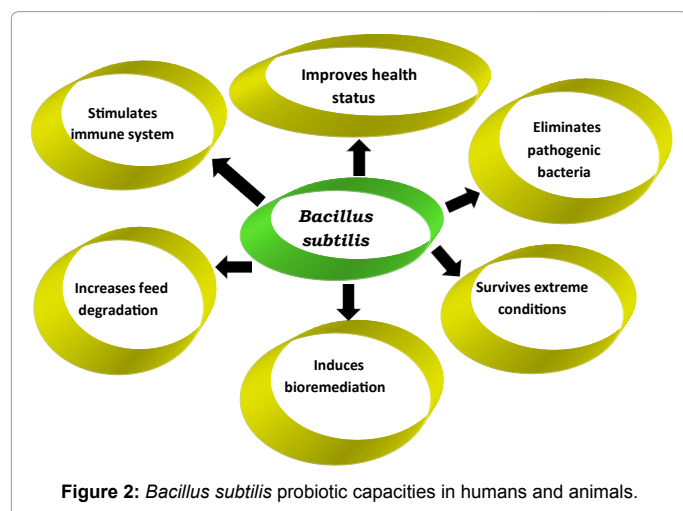 Improves health
status
Stimulates
immune system
Eliminates
pathogenic
bacteria
Bacillus
subtilis
Increases feed
degradation
Survives extreme
conditions
Induces
bioremediation
Figure 2: Bacillus subtilis probiotic capacities in humans and animals.